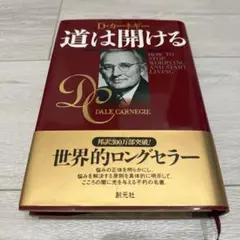 D・カーネギー
道は開ける
HOW TO
STOP
WORRYING
AND START
LIVING
DC
DALE CARNEGIE
邦訳300万部突破!
世界的ロングセラー
悩みの正体を明らかにし、
悩みを解決する原則を具体的に明示して、
こころの闇に光を与える不朽の名著。
創元社